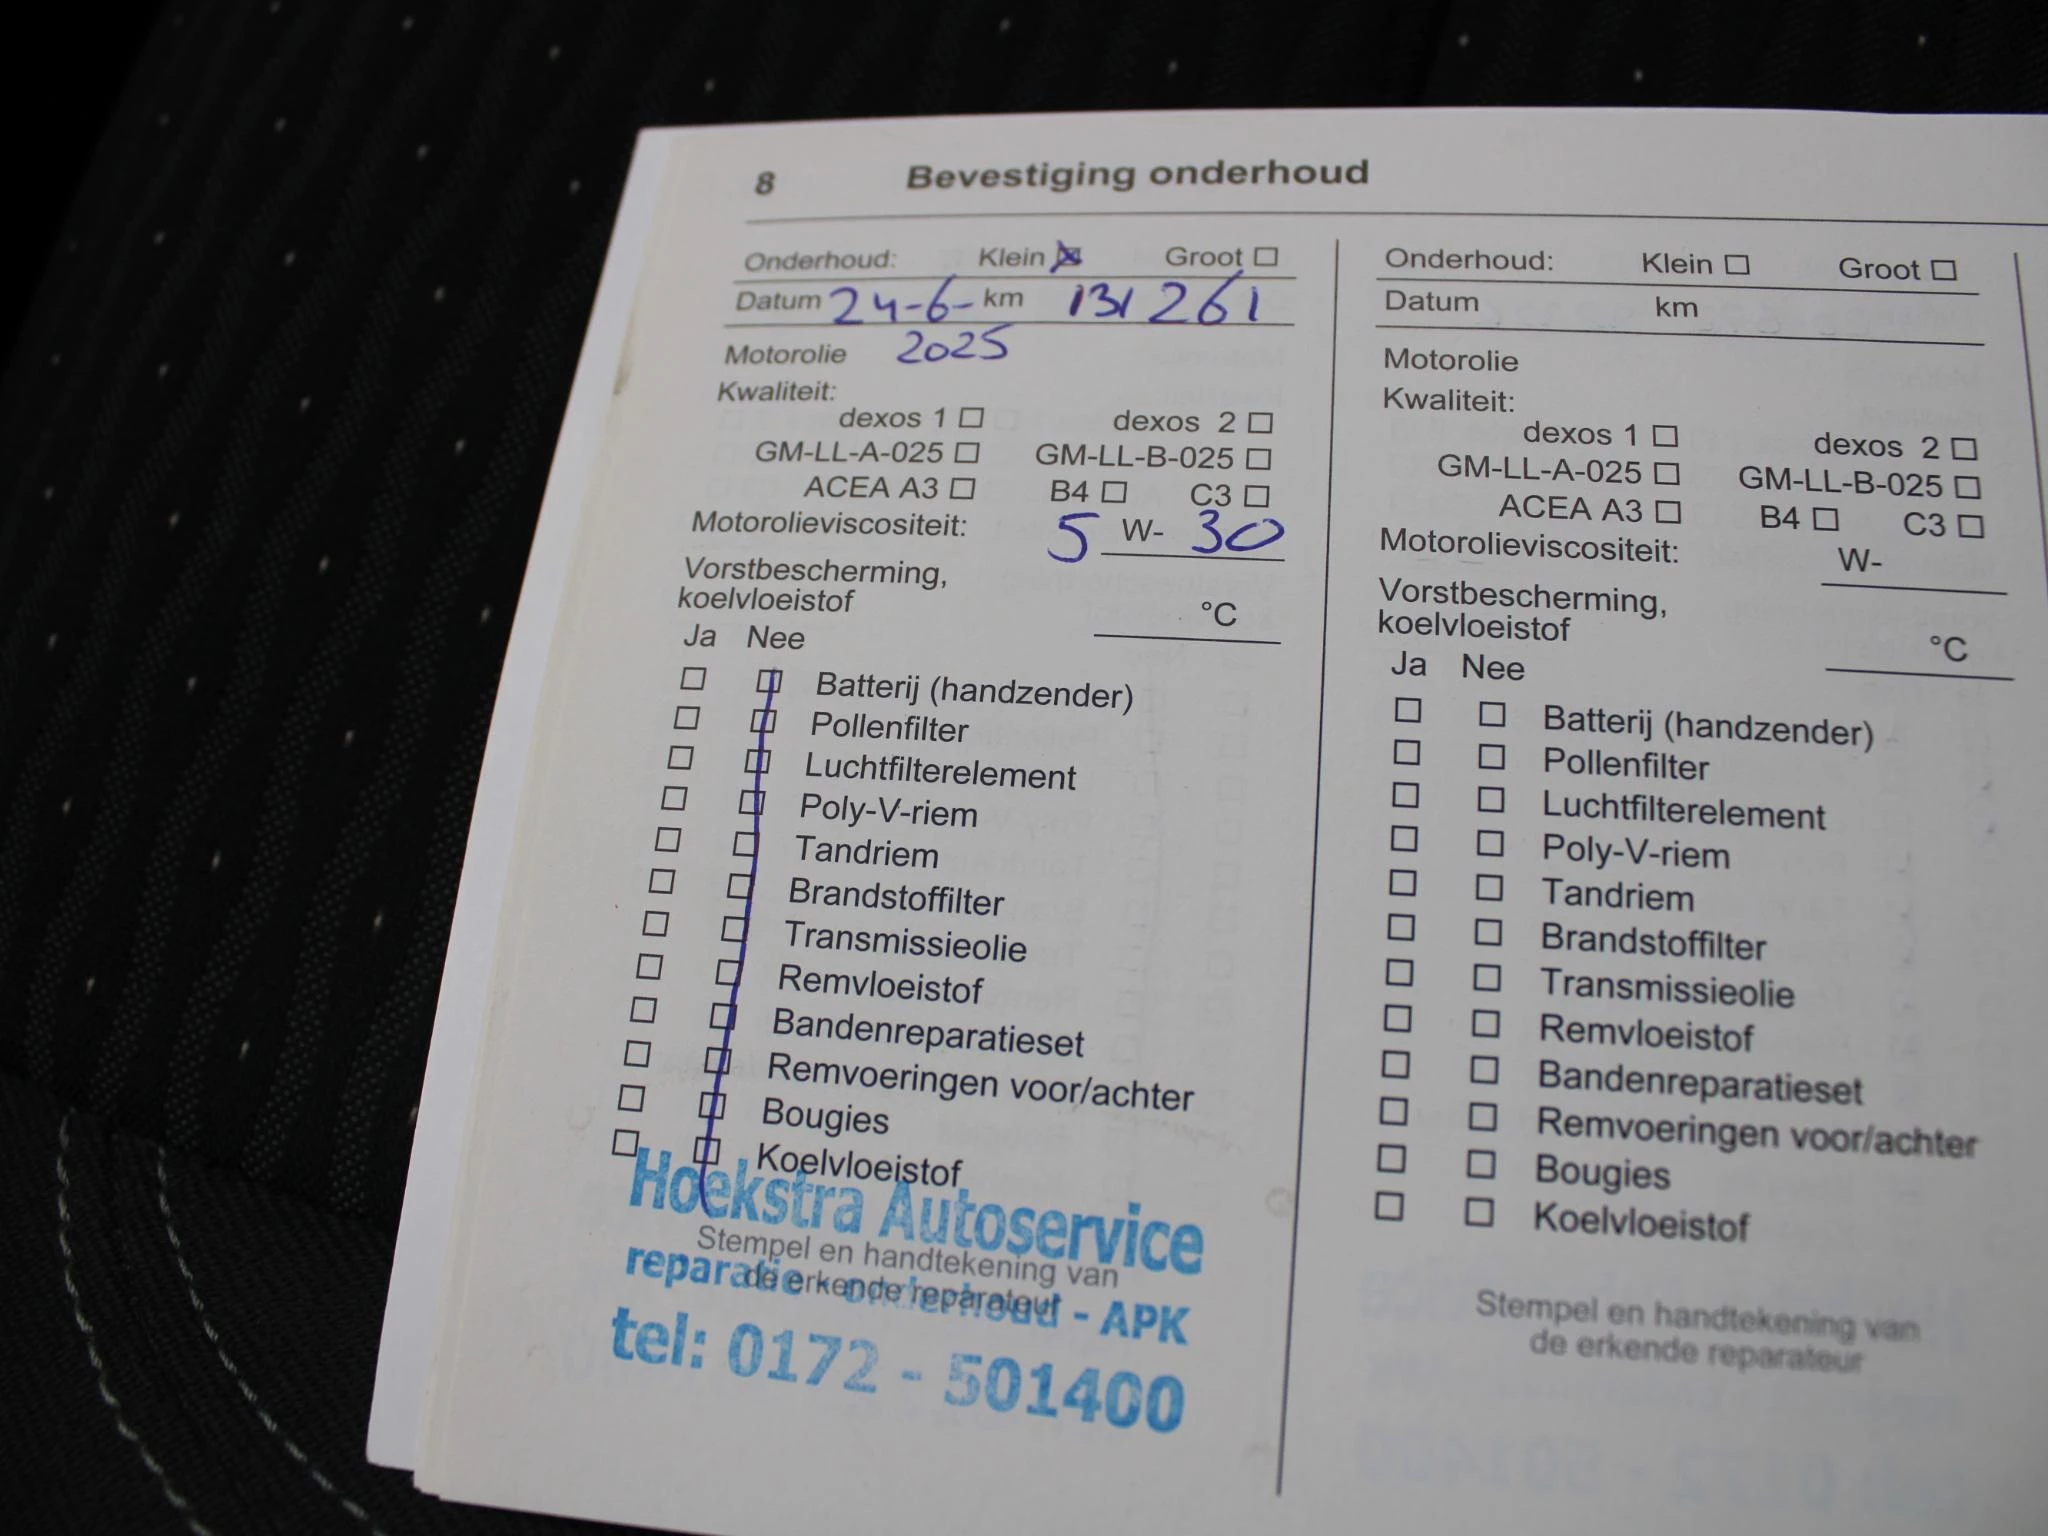 8 Bevestiging onderhoud
Onderhoud: Klein Groot
Datum 24-6- km 131261
2025
Motorolie
Kwaliteit:
dexos 1 dexos 2
GM-LL-A-025 GM-LL-B-025
ACEA A3 B4 C3
Motorolieviscositeit: 5 W- 30
Vorstbescherming,
koelvloeistof °C
Ja Nee
Batterij (handzender)
Pollenfilter
Luchtfilterelement
Poly-V-riem
Tandriem
Brandstoffilter
Transmissieolie
Remvloeistof
Bandenreparatieset
Remvoeringen voor/achter
Bougies
Koelvloeistof
Hoekstra Autoservice
Stempel en handtekening van
de erkende reparateur
reparatie - onderhoud - APK
tel: 0172 - 501400
Onderhoud: Klein Groot
Datum km
Motorolie
Kwaliteit:
dexos 1 dexos 2
GM-LL-A-025 GM-LL-B-025
ACEA A3 B4 C3
Motorolieviscositeit: W-
Vorstbescherming,
koelvloeistof °C
Ja Nee
Batterij (handzender)
Pollenfilter
Luchtfilterelement
Poly-V-riem
Tandriem
Brandstoffilter
Transmissieolie
Remvloeistof
Bandenreparatieset
Remvoeringen voor/achter
Bougies
Koelvloeistof
Stempel en handtekening van
de erkende reparateur